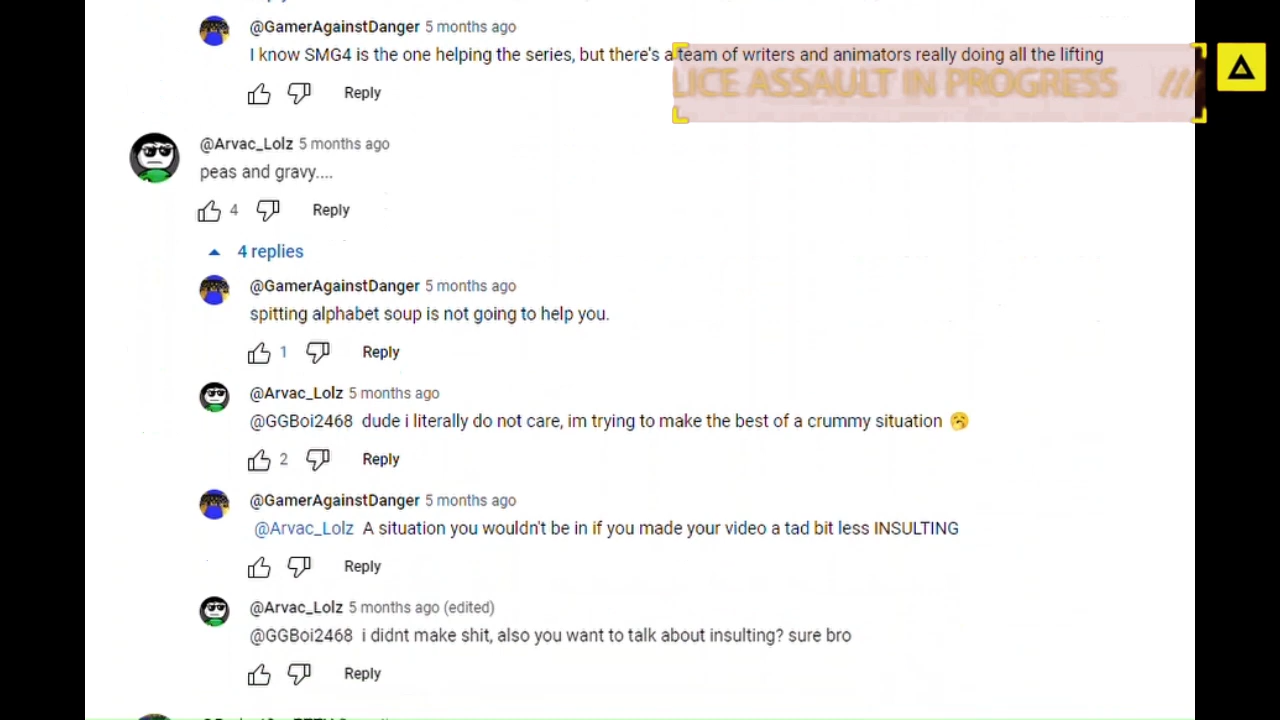 @GamerAgainstDanger 5 months ago
I know SMG4 is the one helping the series, but there's a team of writers and animators really doing all the lifting
LICE ASSAULT IN PROGRESS ///
Reply
@Arvac_Lolz 5 months ago
peas and gravy....
4 Reply
4 replies
@GamerAgainstDanger 5 months ago
spitting alphabet soup is not going to help you.
1 Reply
@Arvac_Lolz 5 months ago
@GGBoi2468 dude i literally do not care, im trying to make the best of a crummy situation 🥱
2 Reply
@GamerAgainstDanger 5 months ago
@Arvac_Lolz A situation you wouldn't be in if you made your video a tad bit less INSULTING
Reply
@Arvac_Lolz 5 months ago (edited)
@GGBoi2468 i didnt make shit, also you want to talk about insulting? sure bro
Reply